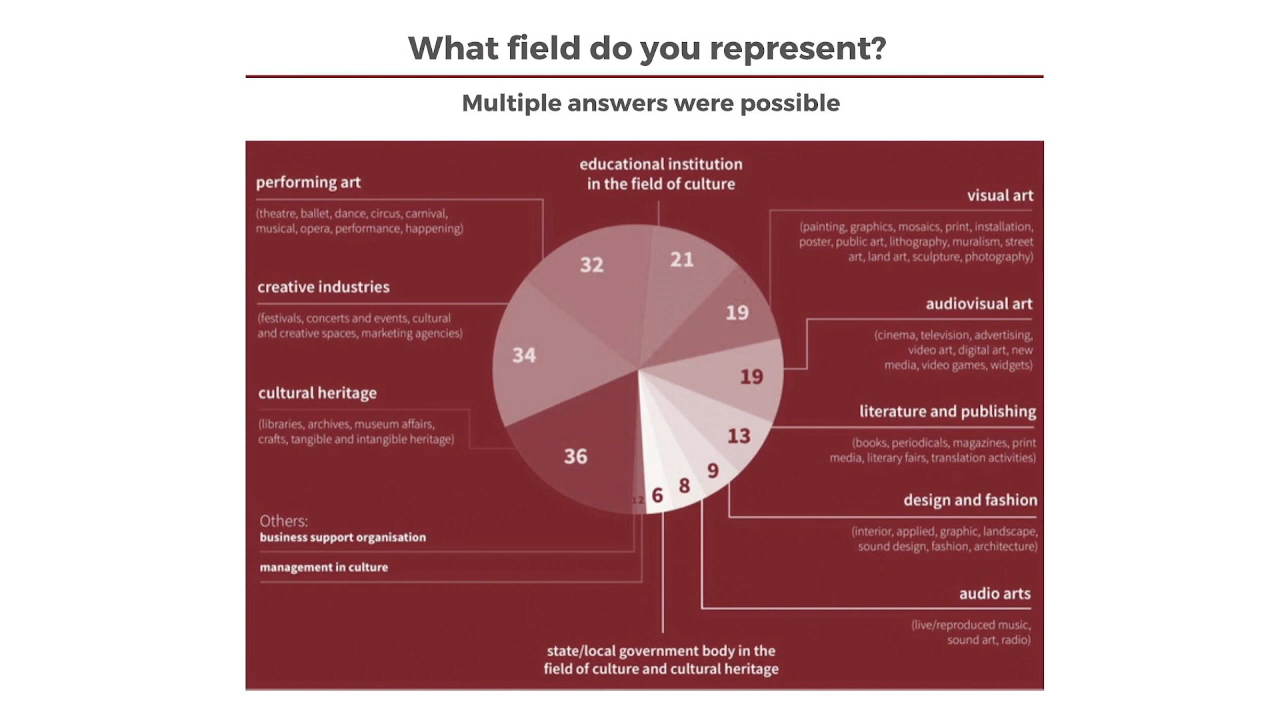 What field do you represent?
Multiple answers were possible
performing art
(theatre, ballet, dance, circus, carnival,
musical, opera, performance, happening)
creative industries
(festivals, concerts and events, cultural
and creative spaces, marketing agencies)
cultural heritage
(libraries, archives, museum affairs,
crafts, tangible and intangible heritage)
Others:
business support organisation
management in culture
educational institution
in the field of culture
32
21
19
34
19
13
36
9
8
6
1 2
state/local government body in the
field of culture and cultural heritage
visual art
(painting, graphics, mosaics, print, installation,
poster, public art, lithography, muralism, street
art, land art, sculpture, photography)
audiovisual art
(cinema, television, advertising,
video art, digital art, new
media, video games, widgets)
literature and publishing
(books, periodicals, magazines, print
media, literary fairs, translation activities)
design and fashion
(interior, applied, graphic, landscape,
sound design, fashion, architecture)
audio arts
(live/reproduced music,
sound art, radio)